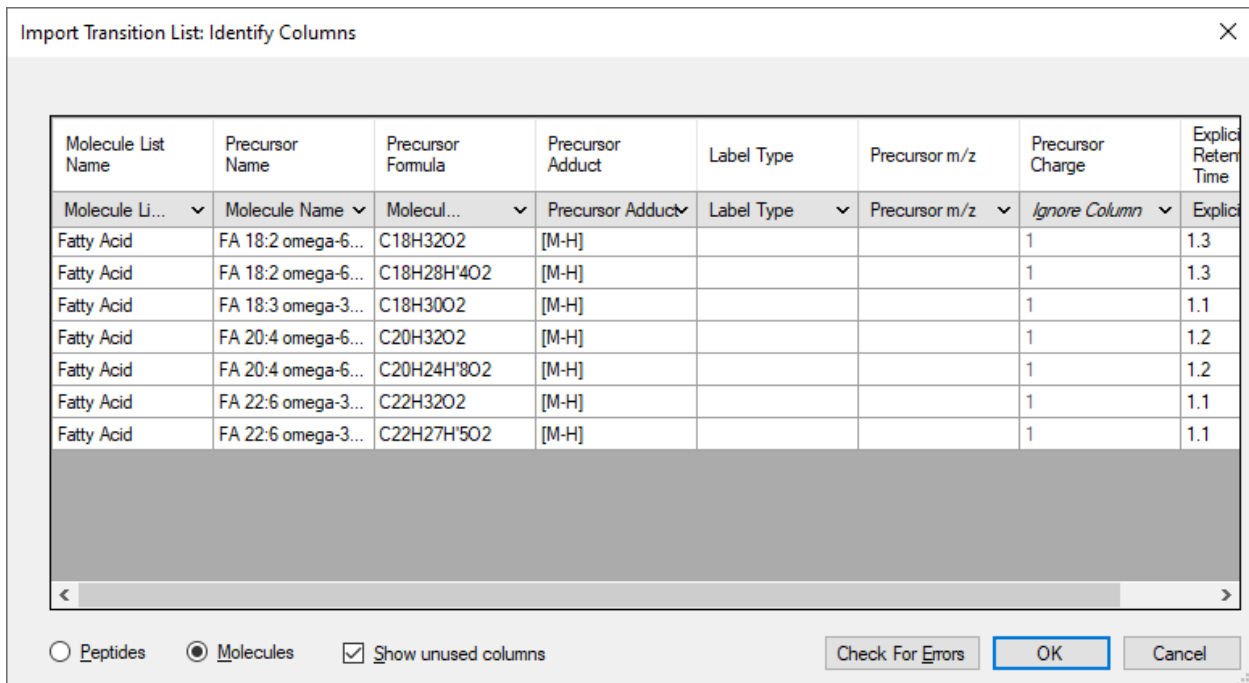 Import Transition List: Identify Columns
Molecule List Name Precursor Name Precursor Formula Precursor Adduct Label Type Precursor m/z Precursor Charge Explici Reten Time
Molecule Li... Molecule Name Molecul... Precursor Adduct Label Type Precursor m/z Ignore Column Explici
Fatty Acid FA 18:2 omega-6... C18H32O2 [M-H] 1 1.3
Fatty Acid FA 18:2 omega-6... C18H28H'4O2 [M-H] 1 1.3
Fatty Acid FA 18:3 omega-3... C18H30O2 [M-H] 1 1.1
Fatty Acid FA 20:4 omega-6... C20H32O2 [M-H] 1 1.2
Fatty Acid FA 20:4 omega-6... C20H24H'8O2 [M-H] 1 1.2
Fatty Acid FA 22:6 omega-3... C22H32O2 [M-H] 1 1.1
Fatty Acid FA 22:6 omega-3... C22H27H'5O2 [M-H] 1 1.1
Peptides Molecules Show unused columns Check For Errors OK Cancel